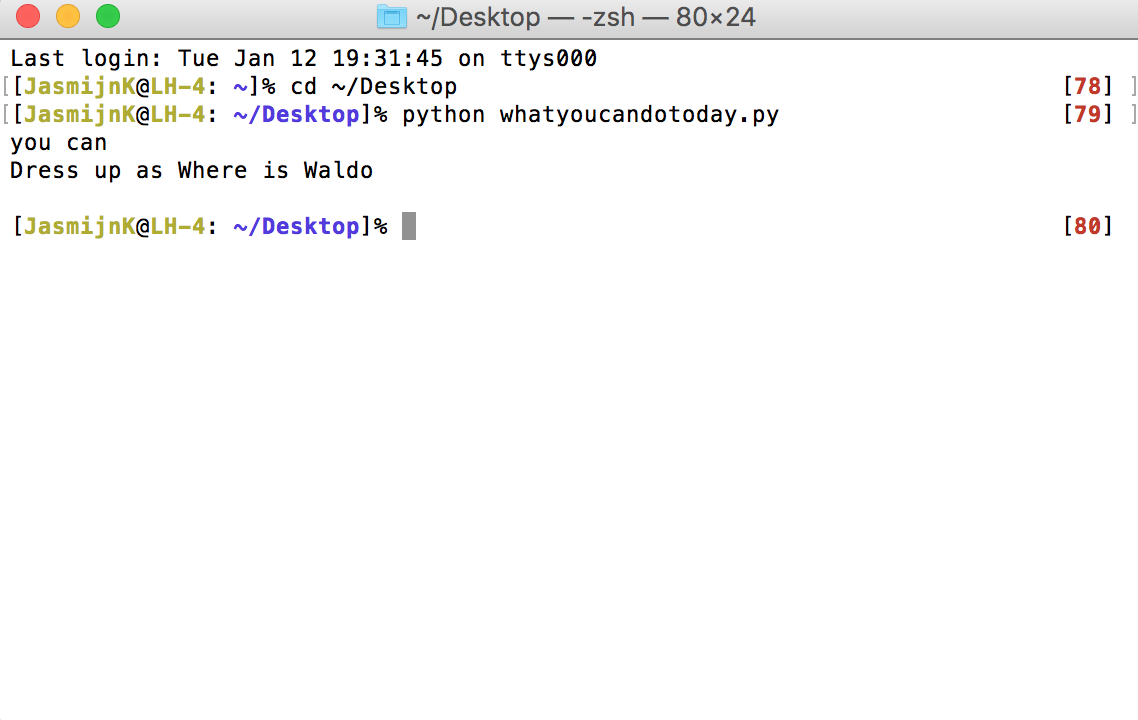 ~/Desktop — -zsh — 80×24
Last login: Tue Jan 12 19:31:45 on ttys000
[[JasmijnK@LH-4: ~]% cd ~/Desktop [78] ]
[[JasmijnK@LH-4: ~/Desktop]% python whatyoucandotoday.py [79] ]
you can
Dress up as Where is Waldo
[JasmijnK@LH-4: ~/Desktop]% [80]